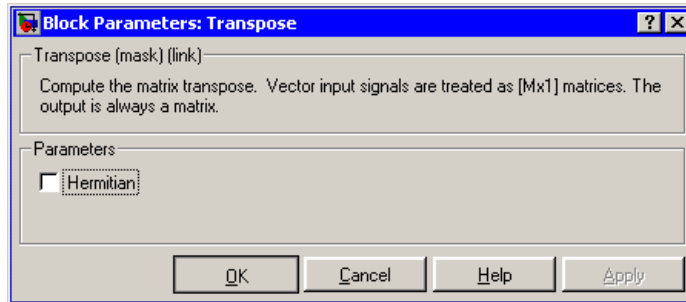 Block Parameters: Transpose
Transpose (mask) (link)
Compute the matrix transpose. Vector input signals are treated as [Mx1] matrices. The
output is always a matrix.
Parameters
Hermitian
OK Cancel Help Apply